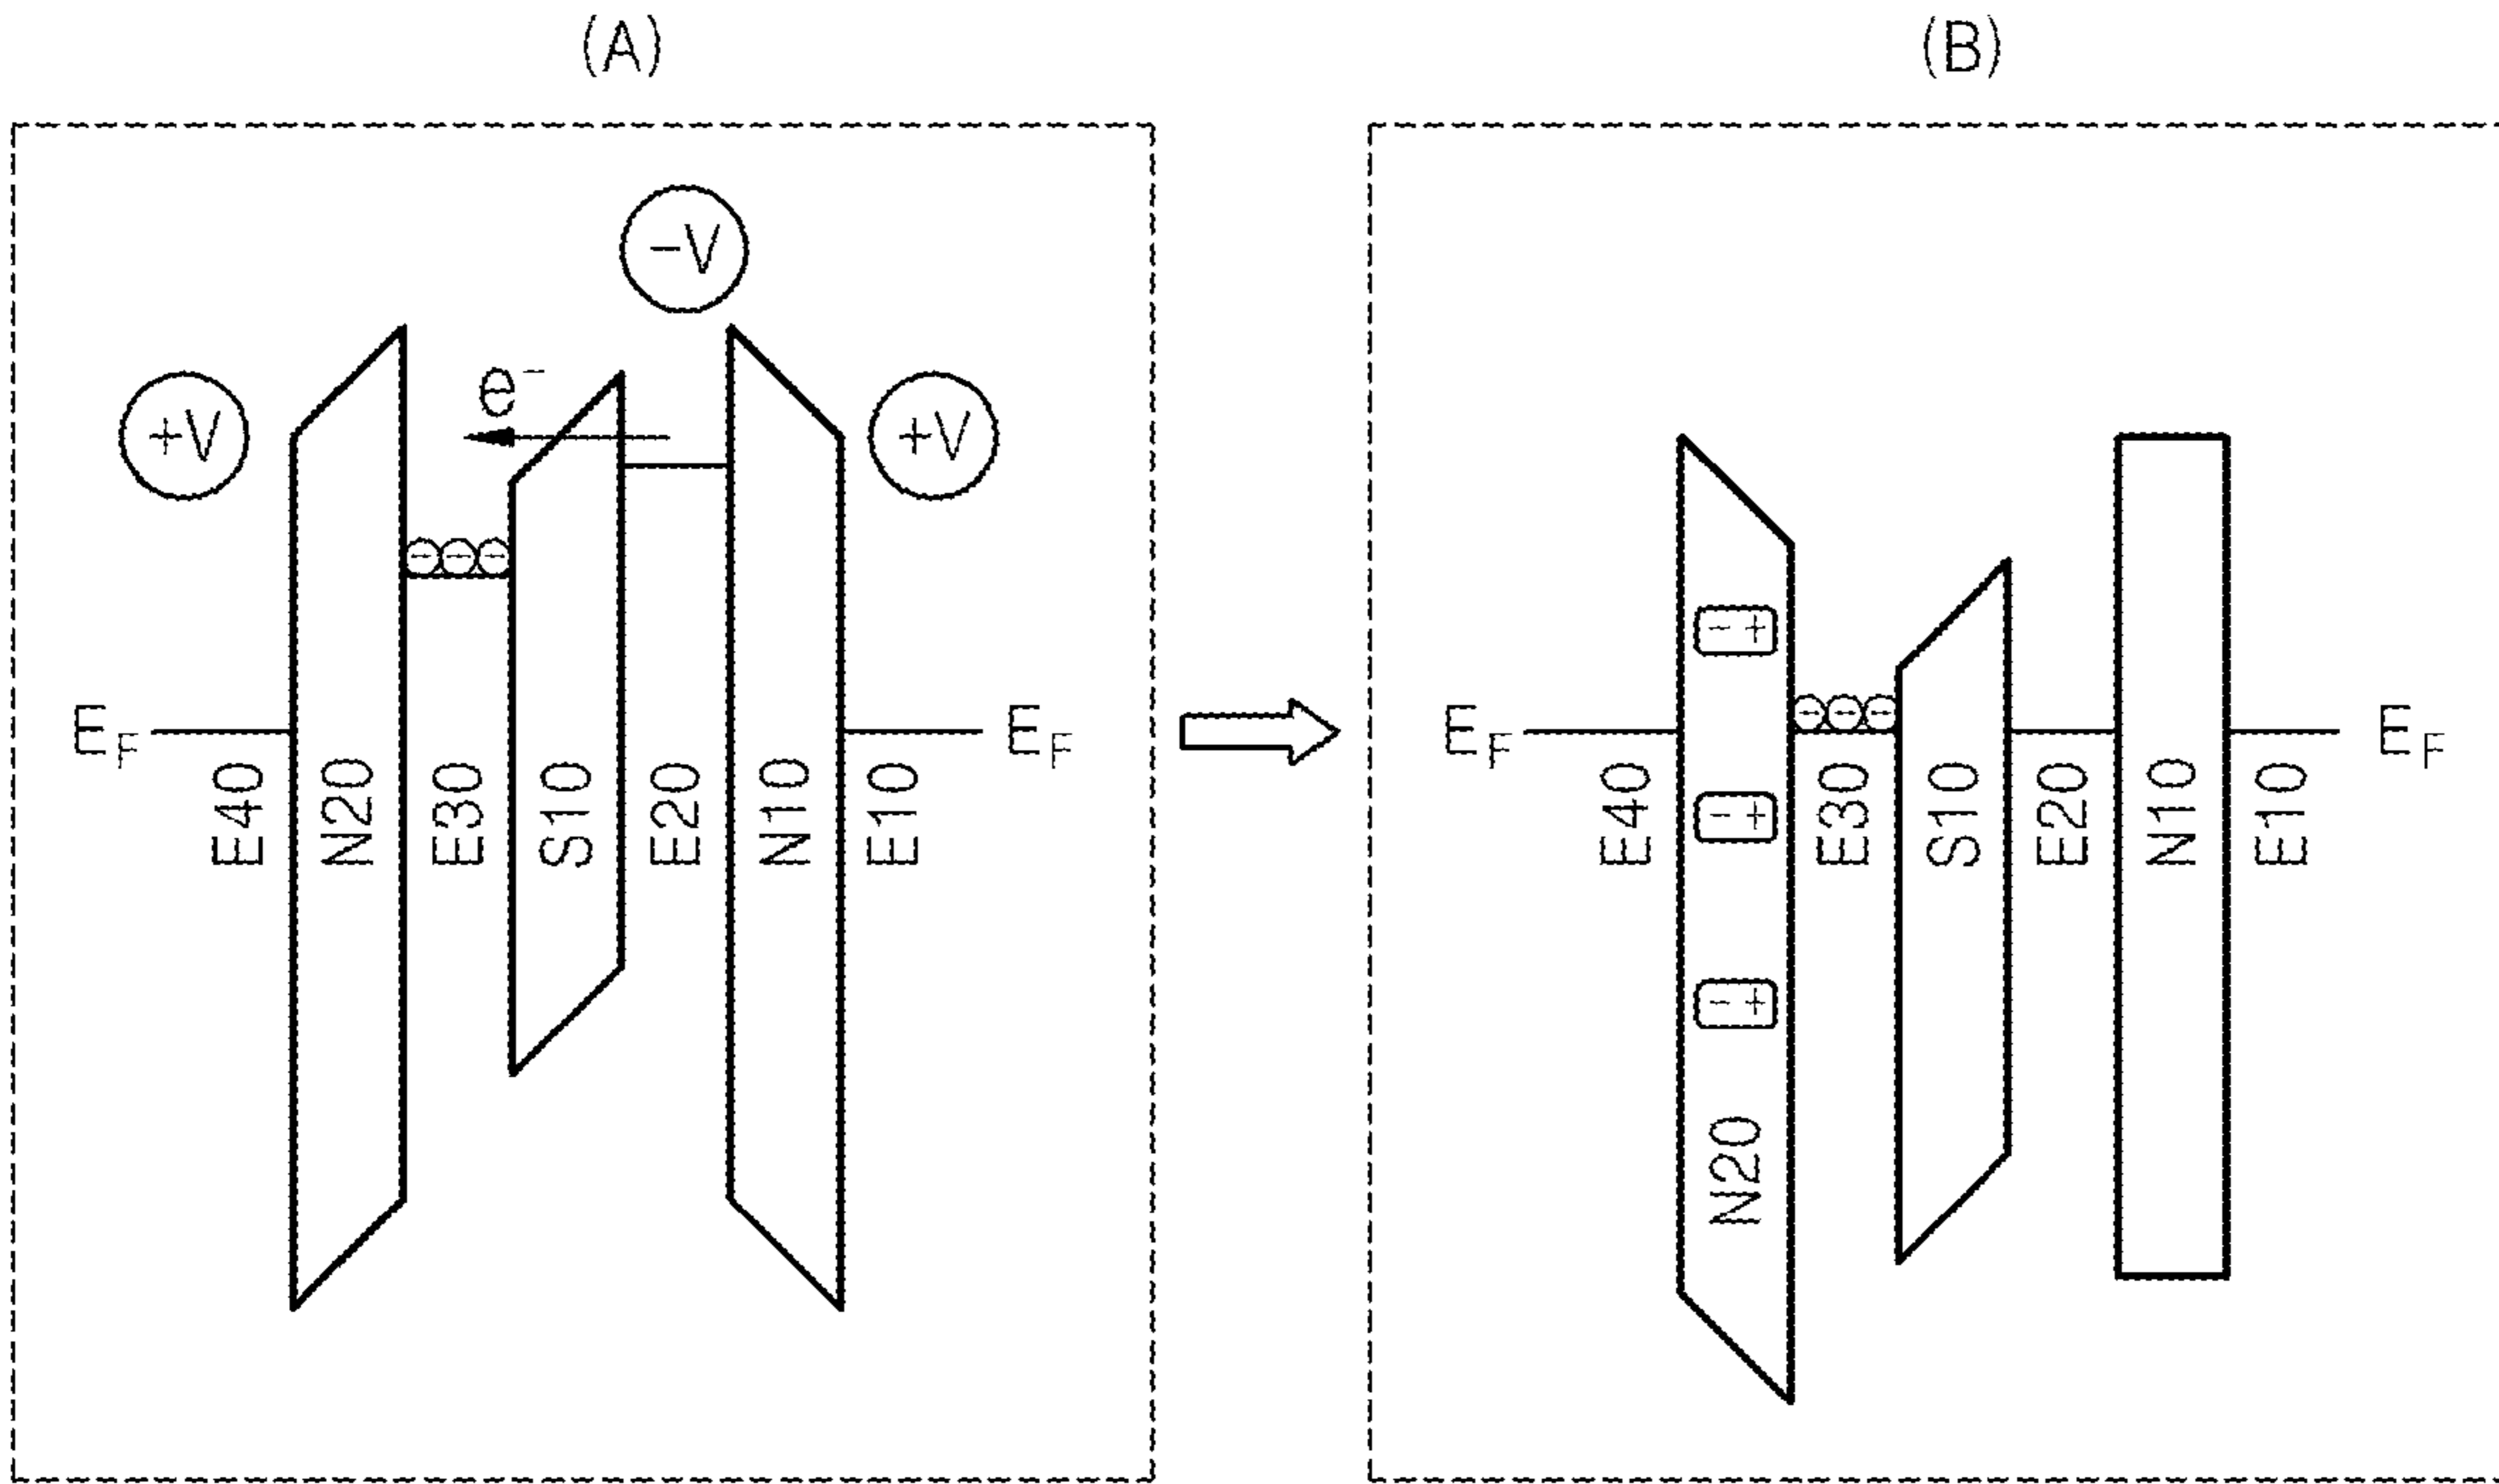 (A)
(B)
-V
+V
e⁻
+V
⊖⊖⊖
E_F
E40
N20
E30
S10
E20
N10
E10
E_F
- +
⊖⊖⊖
E_F
E40
- +
E30
S10
E20
N10
E10
E_F
- +
N20